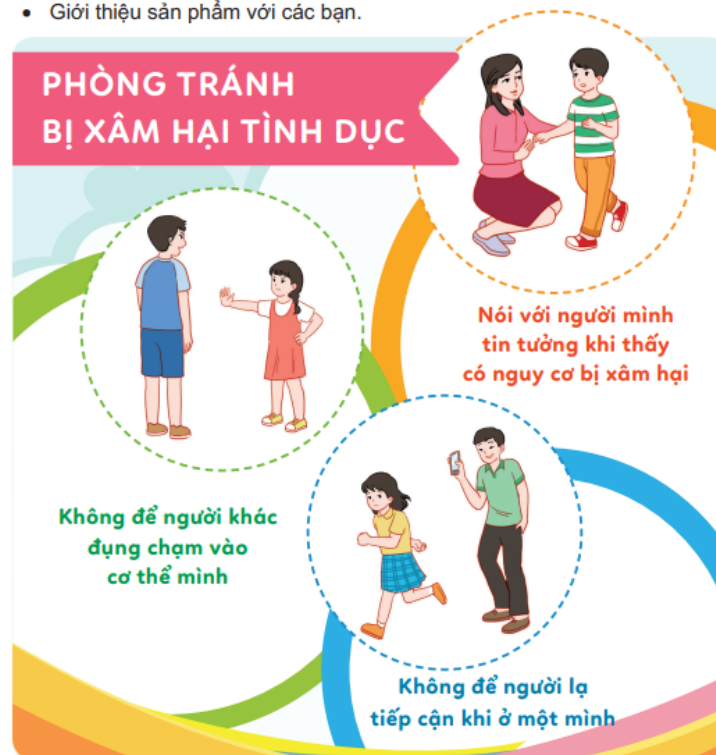 • Giới thiệu sản phẩm với các bạn.
PHÒNG TRÁNH
BỊ XÂM HẠI TÌNH DỤC
Nói với người mình
tin tưởng khi thấy
có nguy cơ bị xâm hại
Không để người khác
đụng chạm vào
cơ thể mình
Không để người lạ
tiếp cận khi ở một mình